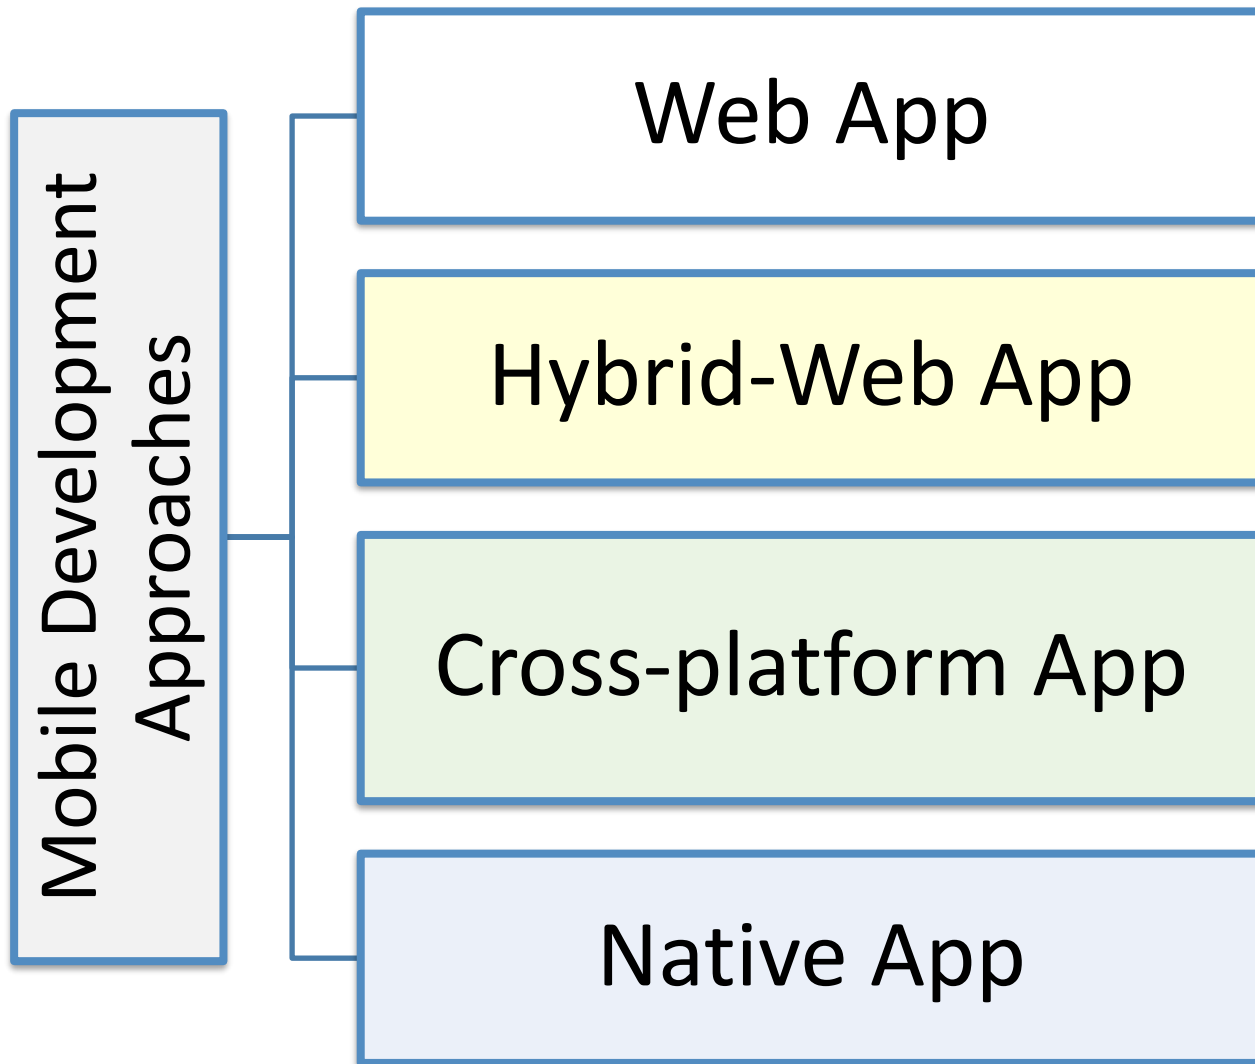 Mobile Development
Approaches
Web App
Hybrid-Web App
Cross-platform App
Native App